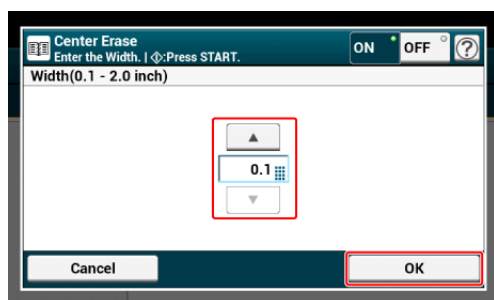 Center Erase
Enter the Width. | :Press START.
ON
OFF
?
Width(0.1 - 2.0 inch)
0.1
Cancel
OK